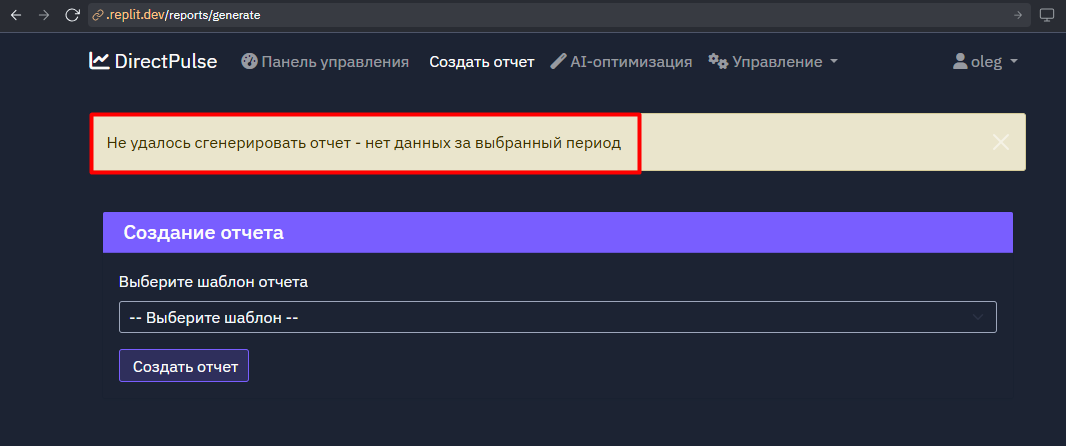 .replit.dev/reports/generate
DirectPulse Панель управления Создать отчет AI-оптимизация Управление oleg
Не удалось сгенерировать отчет - нет данных за выбранный период
Создание отчета
Выберите шаблон отчета
-- Выберите шаблон --
Создать отчет